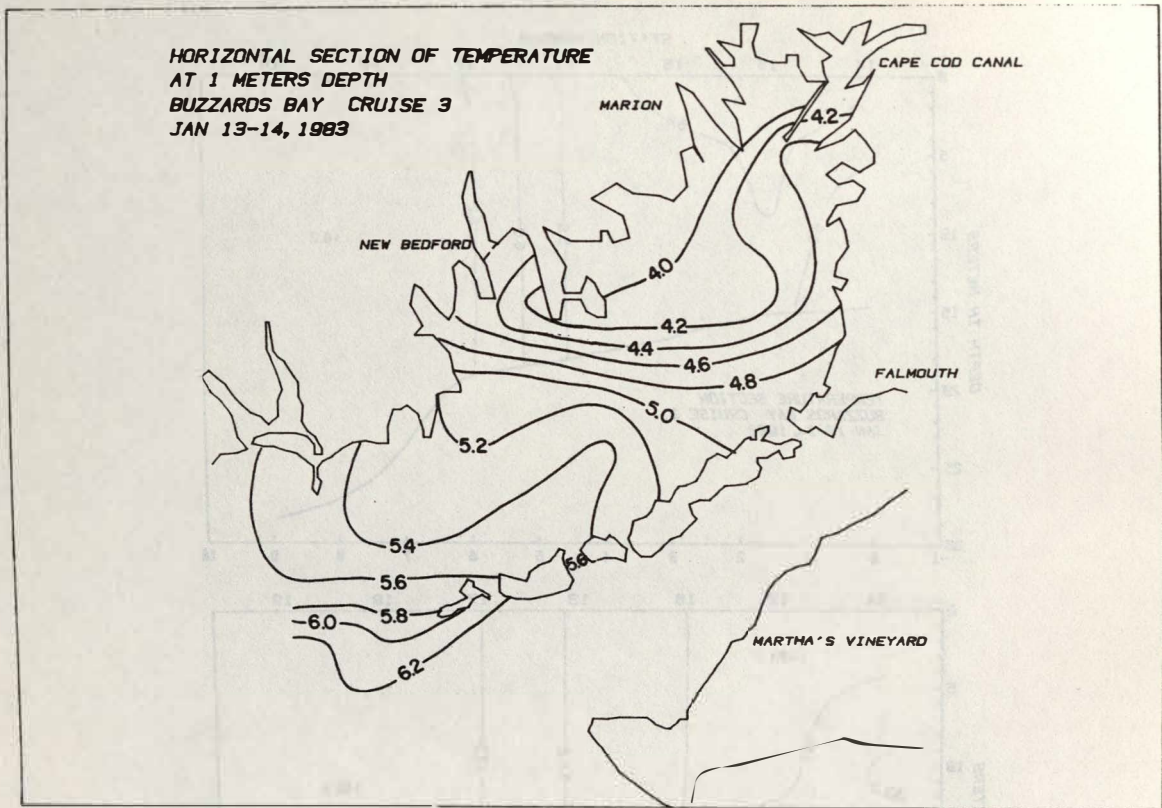 HORIZONTAL SECTION OF TEMPERATURE
AT 1 METERS DEPTH
BUZZARDS BAY CRUISE 3
JAN 13-14, 1983
CAPE COD CANAL
MARION
4.2
NEW BEDFORD
4.0
4.2
4.4
4.6
4.8
FALMOUTH
5.0
5.2
5.4
5.6
5.6
5.8
6.0
6.2
MARTHA'S VINEYARD